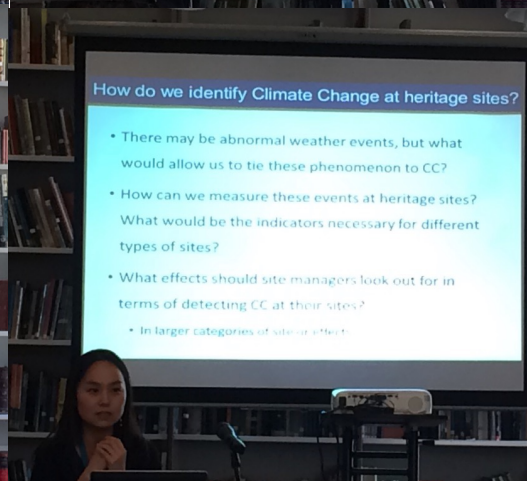 How do we identify Climate Change at heritage sites?
• There may be abnormal weather events, but what
would allow us to tie these phenomenon to CC?
• How can we measure these events at heritage sites?
What would be the indicators necessary for different
types of sites?
• What effects should site managers look out for in
terms of detecting CC at their sites?
• In larger categories of site or effects